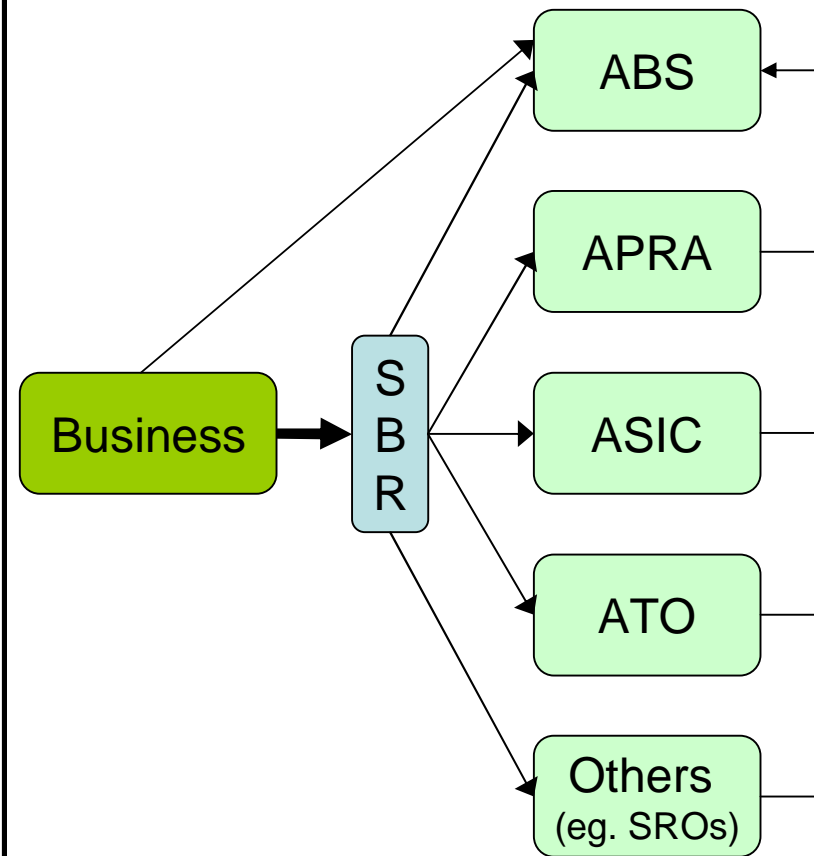 Business
S
B
R
ABS
APRA
ASIC
ATO
Others
(eg. SROs)